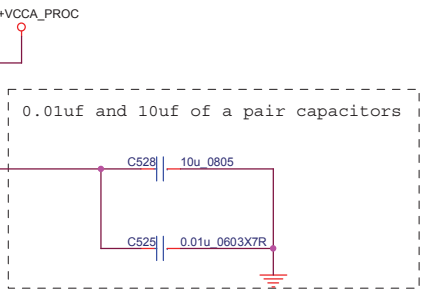 +VCCA_PROC
0.01uf and 10uf of a pair capacitors
C528 10u_0805
C525 0.01u_0603X7R